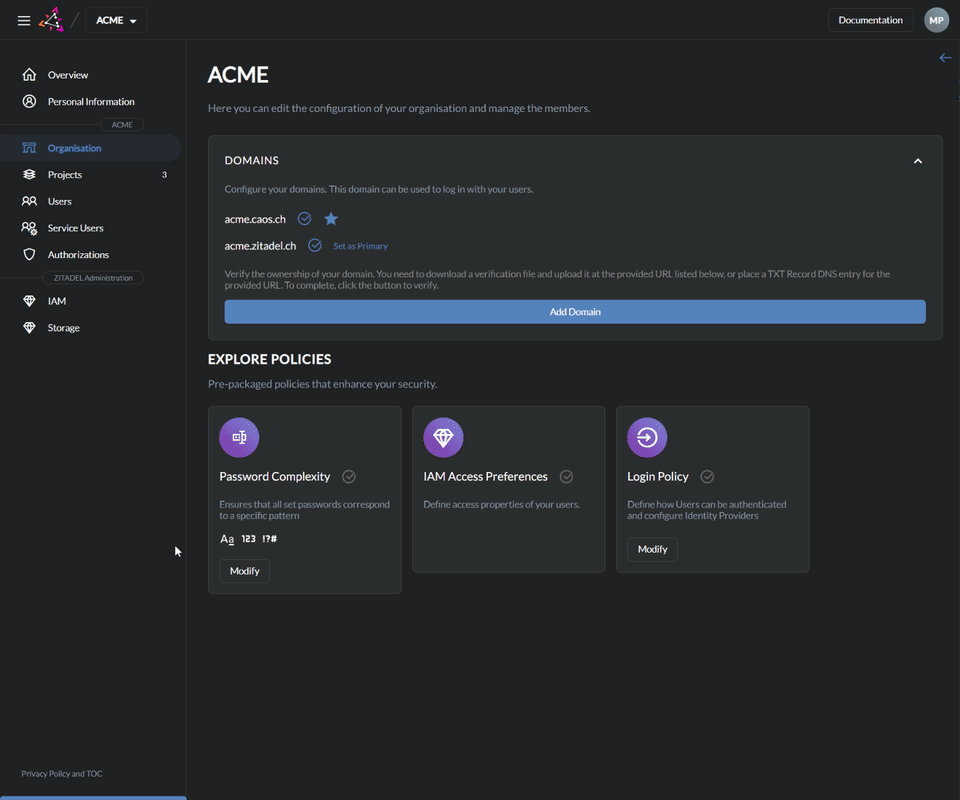 ACME
Documentation
MP
Overview
Personal Information
ACME
Organisation
Projects 3
Users
Service Users
Authorizations
ZITADEL Administration
IAM
Storage
Privacy Policy and TOC
ACME
Here you can edit the configuration of your organisation and manage the members.
DOMAINS
Configure your domains. This domain can be used to log in with your users.
acme.caos.ch
acme.zitadel.ch Set as Primary
Verify the ownership of your domain. You need to download a verification file and upload it at the provided URL listed below, or place a TXT Record DNS entry for the
provided URL. To complete, click the button to verify.
Add Domain
EXPLORE POLICIES
Pre-packaged policies that enhance your security.
Password Complexity
Ensures that all set passwords correspond
to a specific pattern
Aa 123 !?#
Modify
IAM Access Preferences
Define access properties of your users.
Login Policy
Define how Users can be authenticated
and configure Identity Providers
Modify